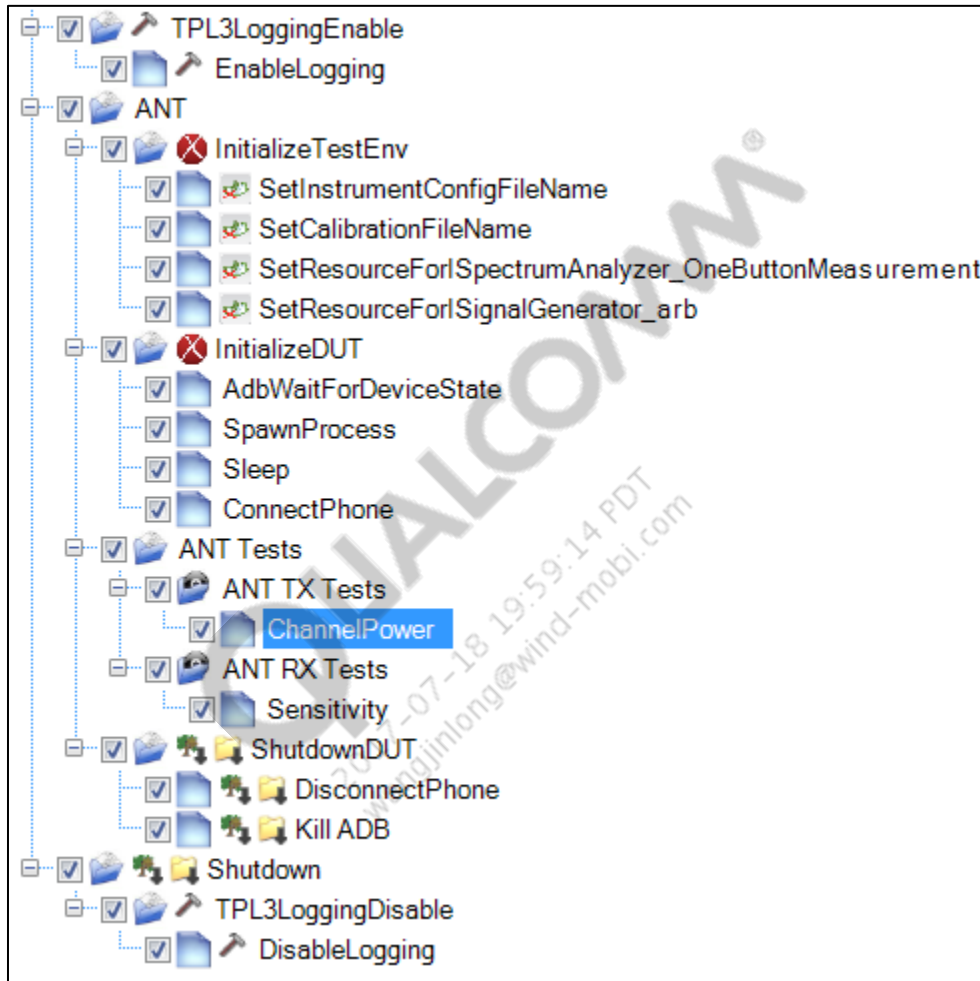 TPL3LoggingEnable
EnableLogging
ANT
InitializeTestEnv
SetInstrumentConfigFileName
SetCalibrationFileName
SetResourceForISpectrumAnalyzer_OneButtonMeasurement
SetResourceForISignalGenerator_arb
InitializeDUT
AdbWaitForDeviceState
SpawnProcess
Sleep
ConnectPhone
ANT Tests
ANT TX Tests
ChannelPower
ANT RX Tests
Sensitivity
ShutdownDUT
DisconnectPhone
Kill ADB
Shutdown
TPL3LoggingDisable
DisableLogging
QUALCOMM®
2017-07-18 19:59:14 PDT
wangjinlong@wind-mobi.com